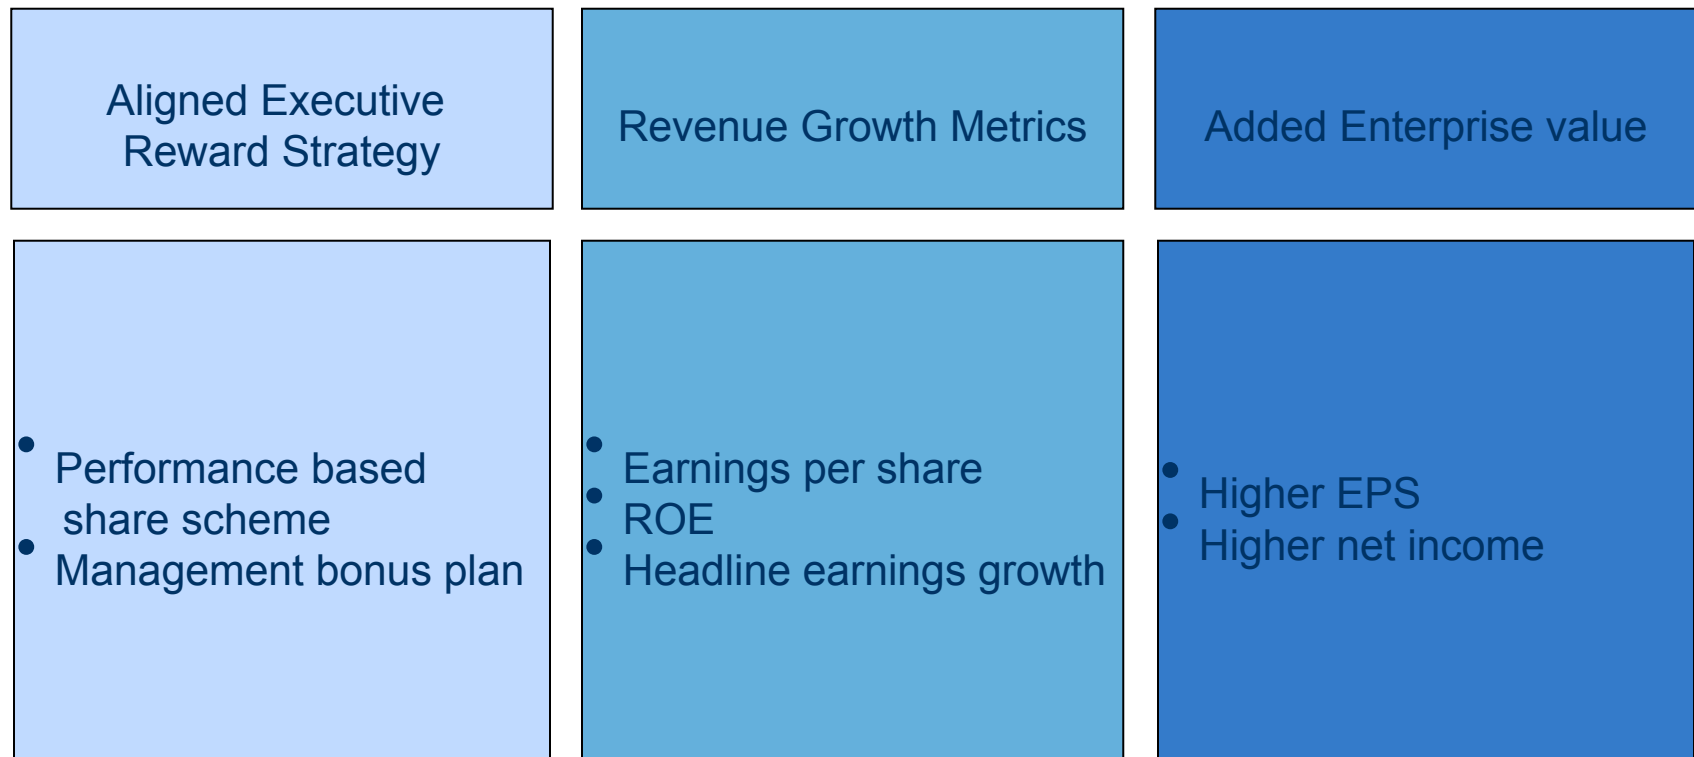 Aligned Executive
Reward Strategy
Revenue Growth Metrics
Added Enterprise value
• Performance based
share scheme
• Management bonus plan
• Earnings per share
• ROE
• Headline earnings growth
• Higher EPS
• Higher net income